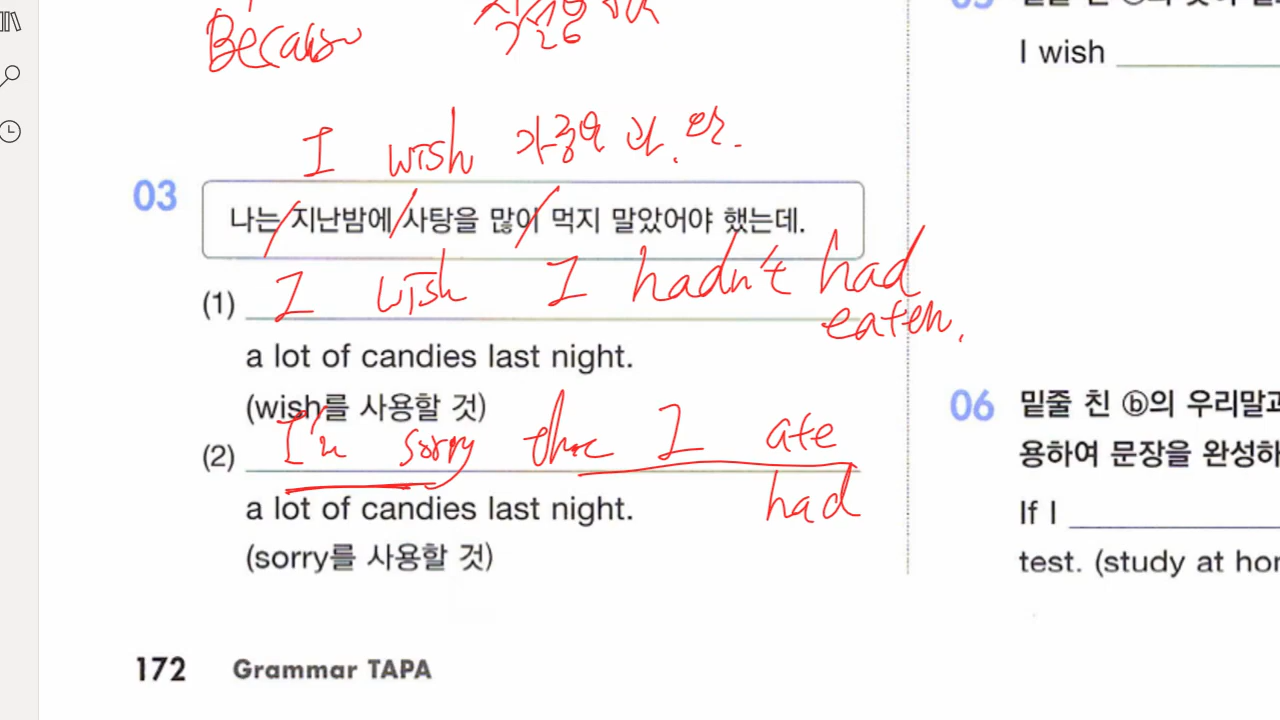 Because
I wish 가정법 과. 완.
03
나는 지난밤에 사탕을 많이 먹지 말았어야 했는데.
(1) I wish I hadn't had
eaten.
a lot of candies last night.
(wish를 사용할 것)
(2) I'm sorry that I ate
had
a lot of candies last night.
(sorry를 사용할 것)
172 Grammar TAPA
I wish
06 밑줄 친 ⓑ의 우리말과
용하여 문장을 완성하
If I
test. (study at hor